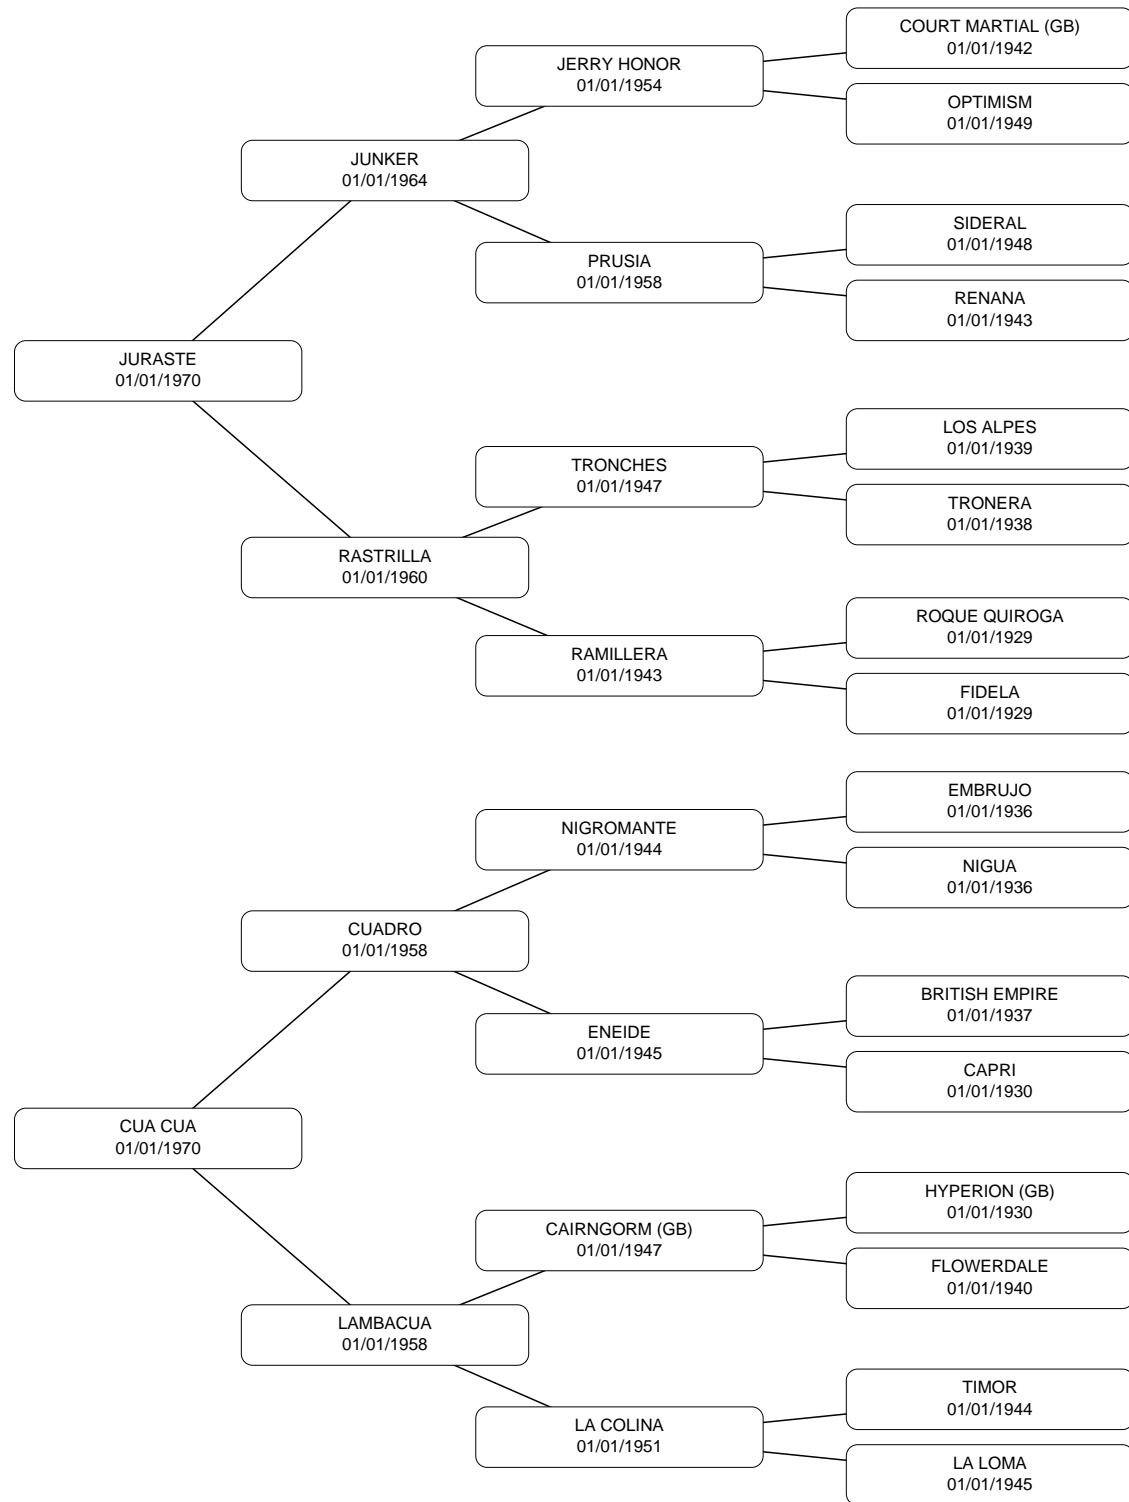 COURT MARTIAL (GB)
01/01/1942
JERRY HONOR
01/01/1954
OPTIMISM
01/01/1949
JUNKER
01/01/1964
SIDERAL
01/01/1948
PRUSIA
01/01/1958
RENANA
01/01/1943
JURASTE
01/01/1970
LOS ALPES
01/01/1939
TRONCHES
01/01/1947
TRONERA
01/01/1938
RASTRILLA
01/01/1960
ROQUE QUIROGA
01/01/1929
RAMILLERA
01/01/1943
FIDELA
01/01/1929
EMBRUJO
01/01/1936
NIGROMANTE
01/01/1944
NIGUA
01/01/1936
CUADRO
01/01/1958
BRITISH EMPIRE
01/01/1937
ENEIDE
01/01/1945
CAPRI
01/01/1930
CUA CUA
01/01/1970
HYPERION (GB)
01/01/1930
CAIRNGORM (GB)
01/01/1947
FLOWERDALE
01/01/1940
LAMBACUA
01/01/1958
TIMOR
01/01/1944
LA COLINA
01/01/1951
LA LOMA
01/01/1945